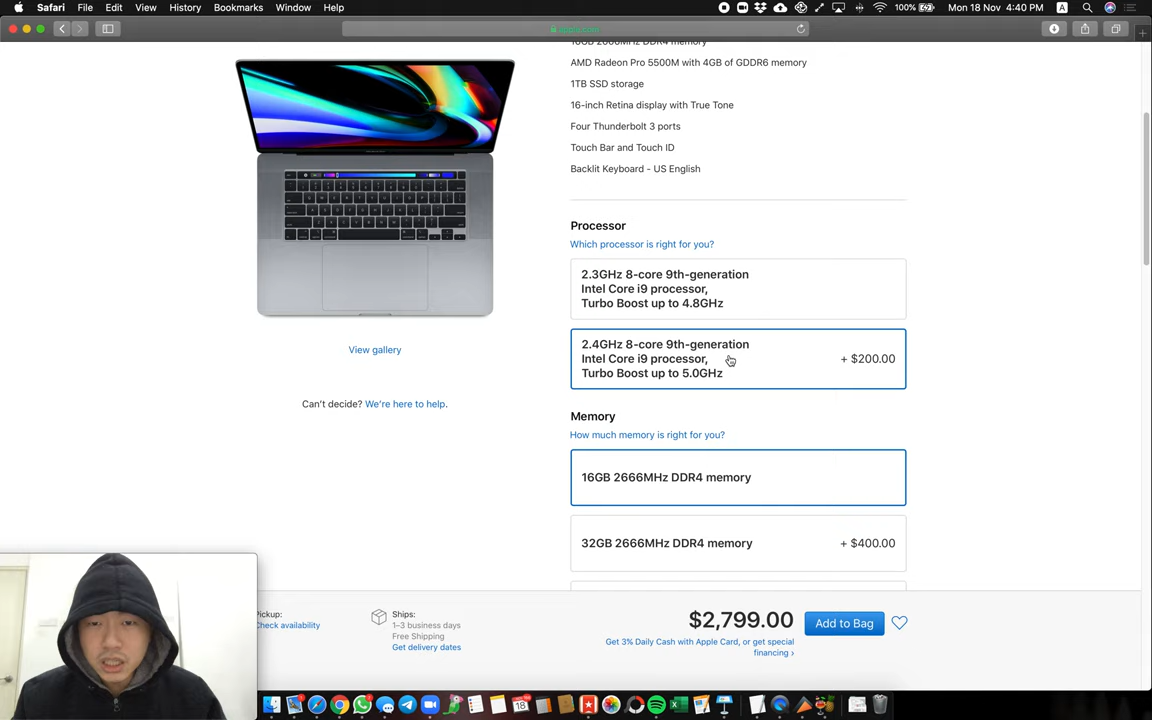 Safari File Edit View History Bookmarks Window Help
100% Mon 18 Nov 4:40 PM A
apple.com
16GB 2666MHz DDR4 memory
AMD Radeon Pro 5500M with 4GB of GDDR6 memory
1TB SSD storage
16-inch Retina display with True Tone
Four Thunderbolt 3 ports
Touch Bar and Touch ID
Backlit Keyboard - US English
View gallery
Can't decide? We're here to help.
Processor
Which processor is right for you?
2.3GHz 8-core 9th-generation
Intel Core i9 processor,
Turbo Boost up to 4.8GHz
2.4GHz 8-core 9th-generation
Intel Core i9 processor,
Turbo Boost up to 5.0GHz
+ $200.00
Memory
How much memory is right for you?
16GB 2666MHz DDR4 memory
32GB 2666MHz DDR4 memory
+ $400.00
Pickup:
Check availability
Ships:
1–3 business days
Free Shipping
Get delivery dates
$2,799.00
Get 3% Daily Cash with Apple Card, or get special
financing ›
Add to Bag
18